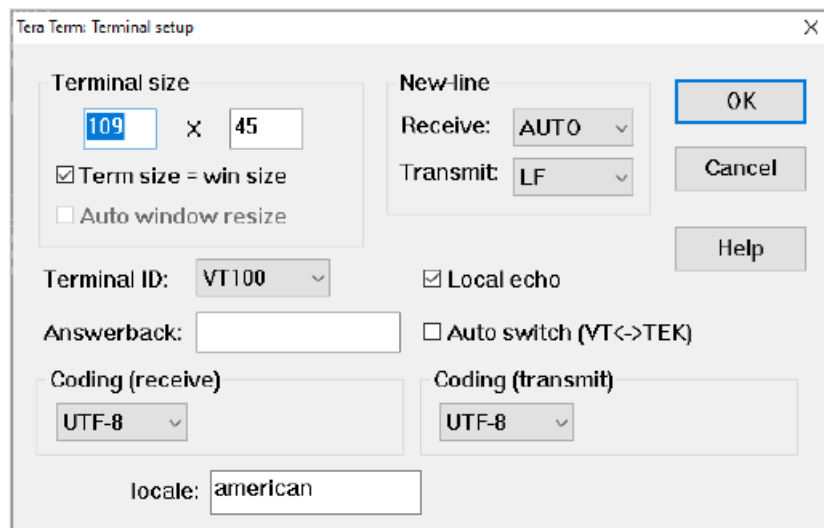 Tera Term: Terminal setup
Terminal size
109 X 45
Term size = win size
Auto window resize
New-line
Receive: AUTO
Transmit: LF
OK
Cancel
Help
Terminal ID: VT100
Local echo
Answerback:
Auto switch (VT<->TEK)
Coding (receive)
UTF-8
Coding (transmit)
UTF-8
locale: american